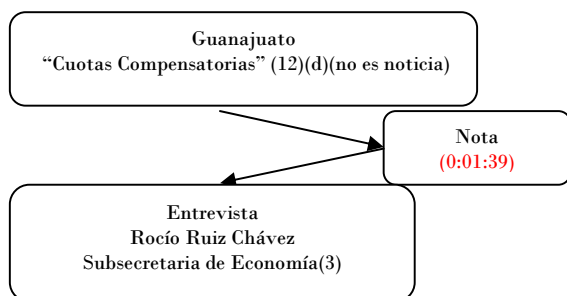 Guanajuato
“Cuotas Compensatorias” (12)(d)(no es noticia)
Nota
(0:01:39)
Entrevista
Rocío Ruiz Chávez
Subsecretaria de Economía(3)